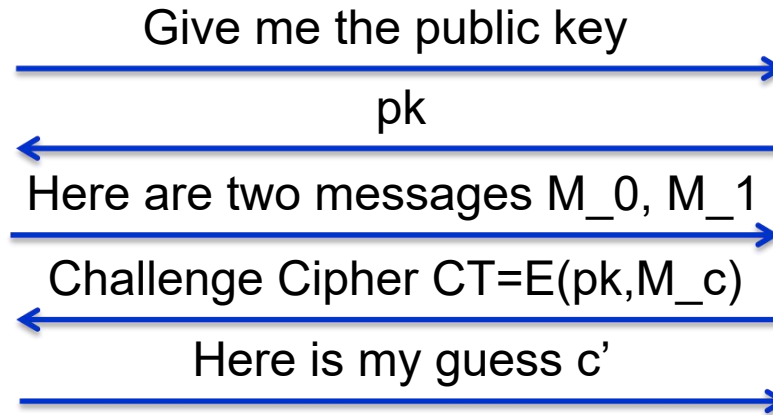 Give me the public key
pk
Here are two messages M_0, M_1
Challenge Cipher CT=E(pk,M_c)
Here is my guess c’